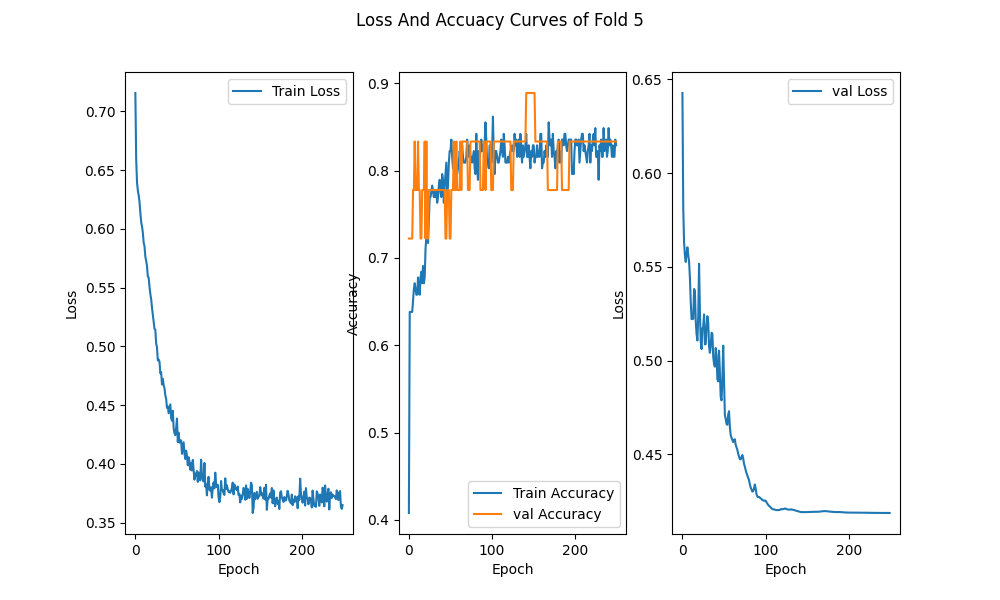 Loss And Accuacy Curves of Fold 5
Loss
0.70
0.65
0.60
0.55
0.50
0.45
0.40
0.35
Train Loss
0 100 200
Epoch
Accuracy
0.9
0.8
0.7
0.6
0.5
0.4
Train Accuracy
val Accuracy
0 100 200
Epoch
Loss
0.65
0.60
0.55
0.50
0.45
val Loss
0 100 200
Epoch